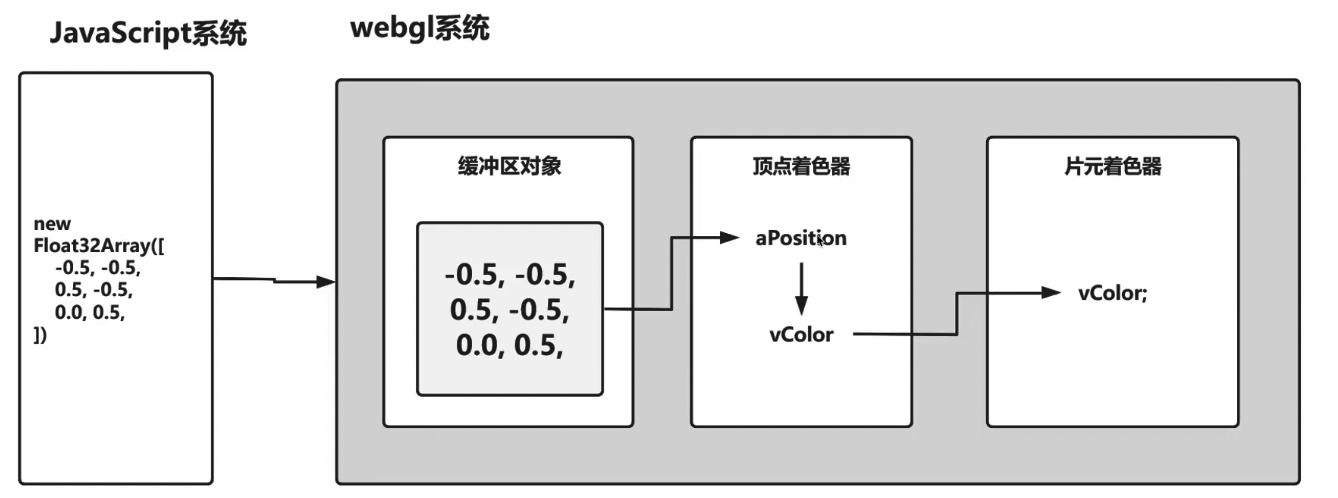 JavaScript系统
webgl系统
new
Float32Array([
-0.5, -0.5,
0.5, -0.5,
0.0, 0.5,
])
缓冲区对象
-0.5, -0.5,
0.5, -0.5,
0.0, 0.5,
顶点着色器
aPosition
vColor
片元着色器
vColor;